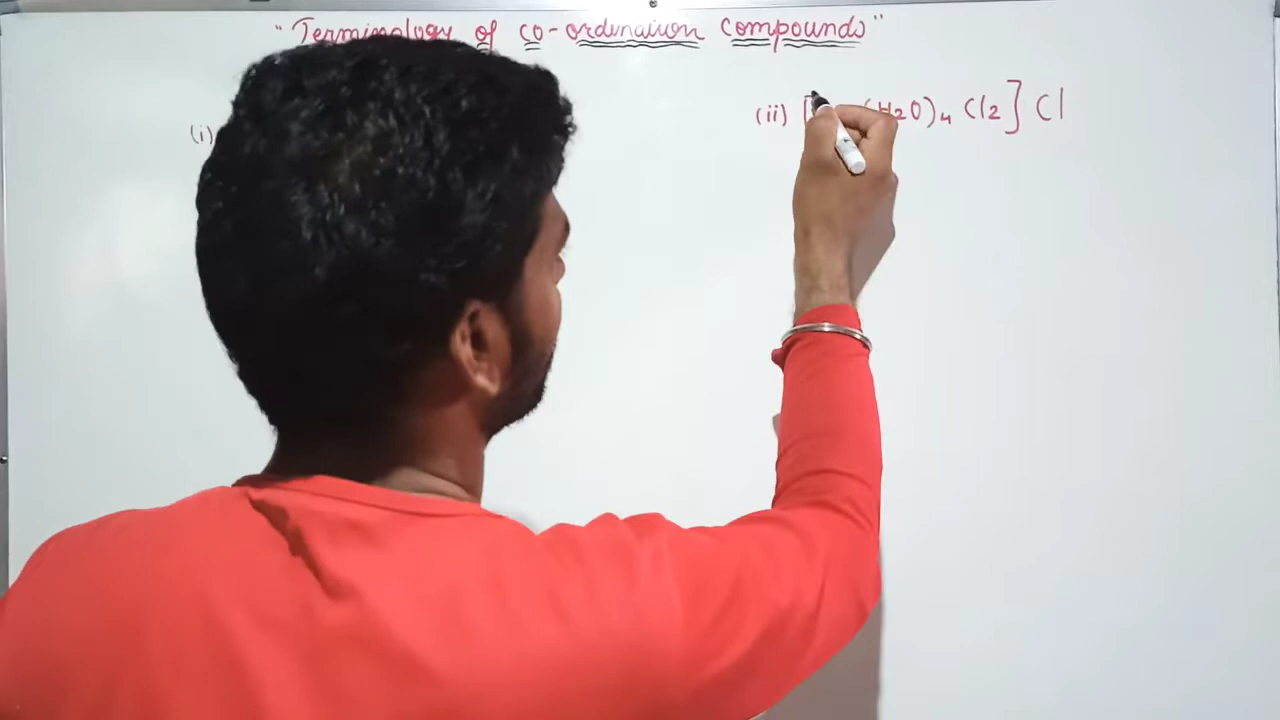 "Terminology of co-ordination compounds"
(i)
(ii) [ (H2O)4 Cl2] Cl